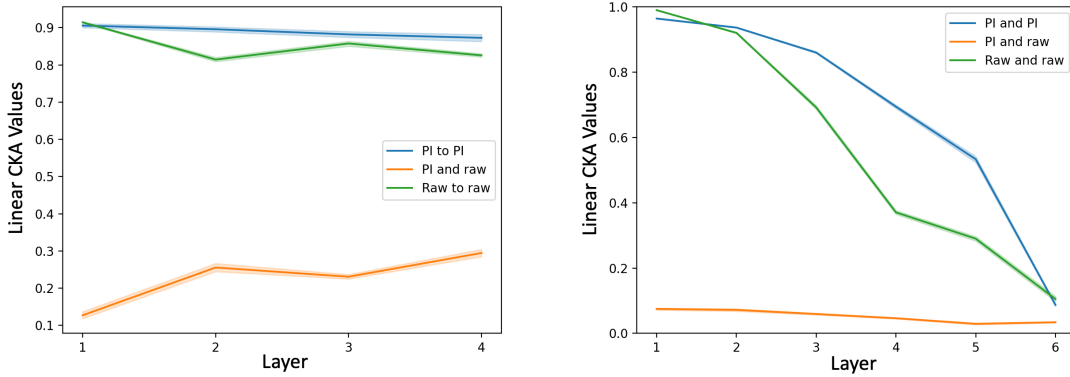 0.9
0.8
0.7
0.6
0.5
0.4
0.3
0.2
0.1
Linear CKA Values
PI to PI
PI and raw
Raw to raw
1 2 3 4
Layer
1.0
0.8
0.6
0.4
0.2
0.0
Linear CKA Values
PI and PI
PI and raw
Raw and raw
1 2 3 4 5 6
Layer